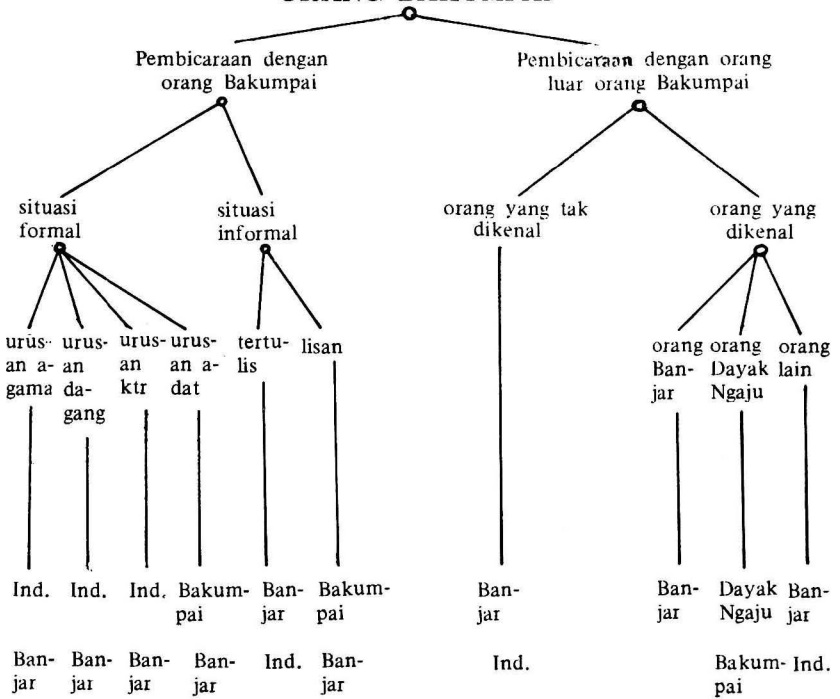 Pembicaraan dengan
orang Bakumpai
Pembicaraan dengan orang
luar orang Bakumpai
situasi
formal
situasi
informal
orang yang tak
dikenal
orang yang
dikenal
urus-
an a-
gama
urus-
an
da-
gang
urus-
an
ktr
urus-
an a-
dat
tertu-
lis
lisan
orang
Ban-
jar
orang
Dayak
Ngaju
orang
lain
Ind.
Ban-
jar
Ind.
Ban-
jar
Ind.
Ban-
jar
Bakum-
pai
Ban-
jar
Ban-
jar
Ind.
Bakum-
pai
Ban-
jar
Ban-
jar
Ind.
Ban-
jar
Dayak
Ngaju
Bakum-
pai
Ban-
jar
Ind.